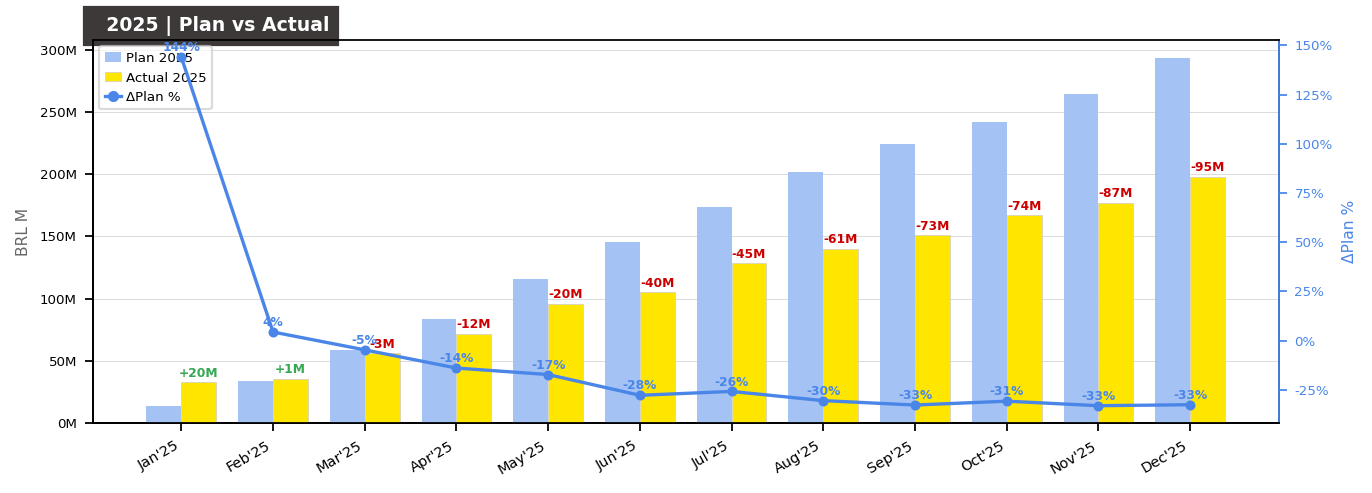 2025 | Plan vs Actual
Plan 2025
Actual 2025
ΔPlan %
BRL M
300M
250M
200M
150M
100M
50M
0M
150%
125%
100%
75%
50%
25%
0%
-25%
ΔPlan %
144%
4%
-5%
-14%
-17%
-28%
-26%
-30%
-33%
-31%
-33%
-33%
+20M
+1M
-3M
-12M
-20M
-40M
-45M
-61M
-73M
-74M
-87M
-95M
Jan'25
Feb'25
Mar'25
Apr'25
May'25
Jun'25
Jul'25
Aug'25
Sep'25
Oct'25
Nov'25
Dec'25